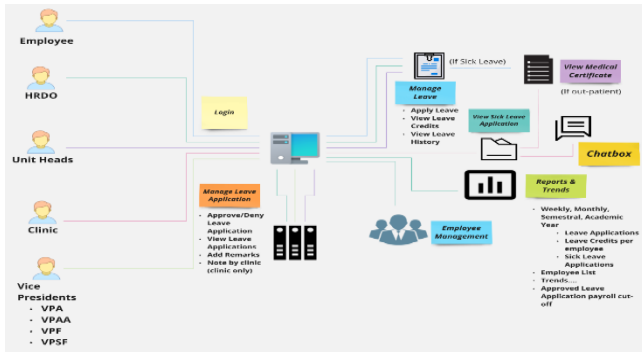 Employee
HRDO
Unit Heads
Clinic
Vice
Presidents
• VPA
• VPAA
• VPF
• VPSF
Login
Manage Leave
Application
• Approve/Deny
Leave
Application
• View Leave
Applications
• Add Remarks
• Note by clinic
(clinic only)
Manage
Leave
• Apply Leave
• View Leave
Credits
• View Leave
History
(If Sick Leave)
View Medical
Certificate
(If out-patient)
View Sick Leave
Application
Chatbox
Employee
Management
Reports &
Trends
• Weekly, Monthly,
Semestral, Academic
Year
• Leave Applications
• Leave Credits per
employee
• Sick Leave
Applications
• Employee List
• Trends....
• Approved Leave
Application payroll cut-
off